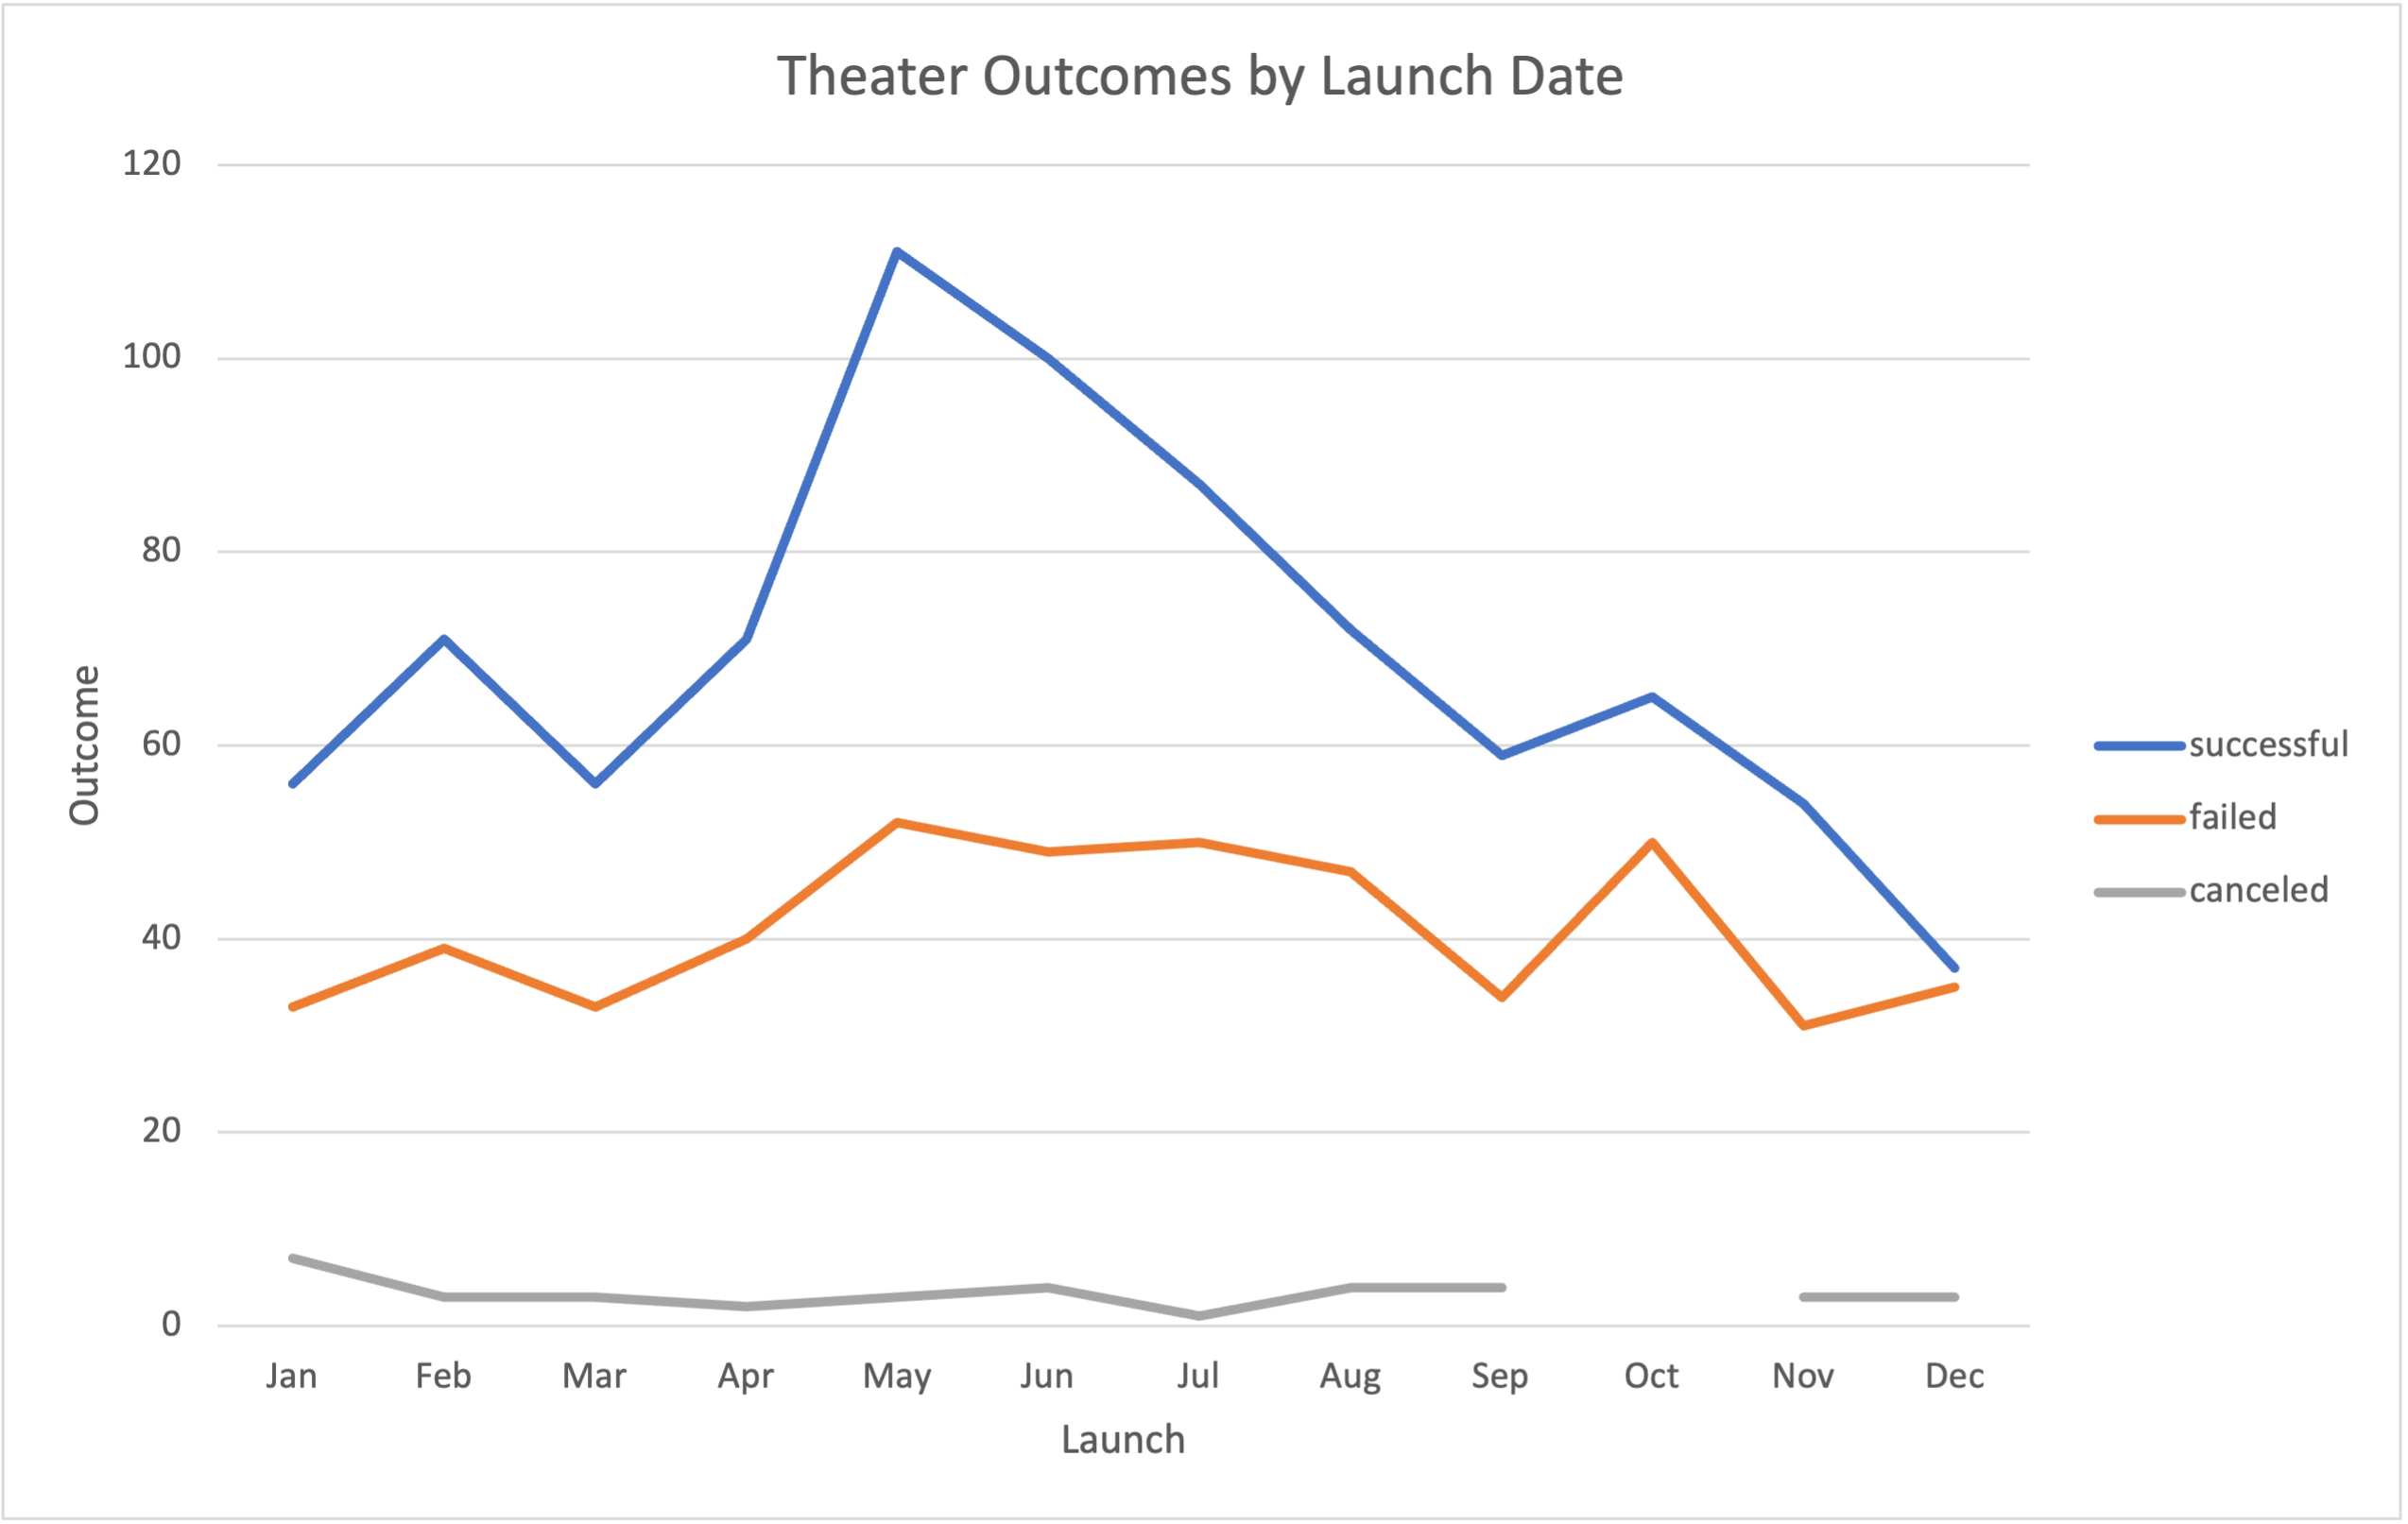 Theater Outcomes by Launch Date
120
100
80
60
40
20
0
Outcome
Jan Feb Mar Apr May Jun Jul Aug Sep Oct Nov Dec
Launch
successful
failed
canceled